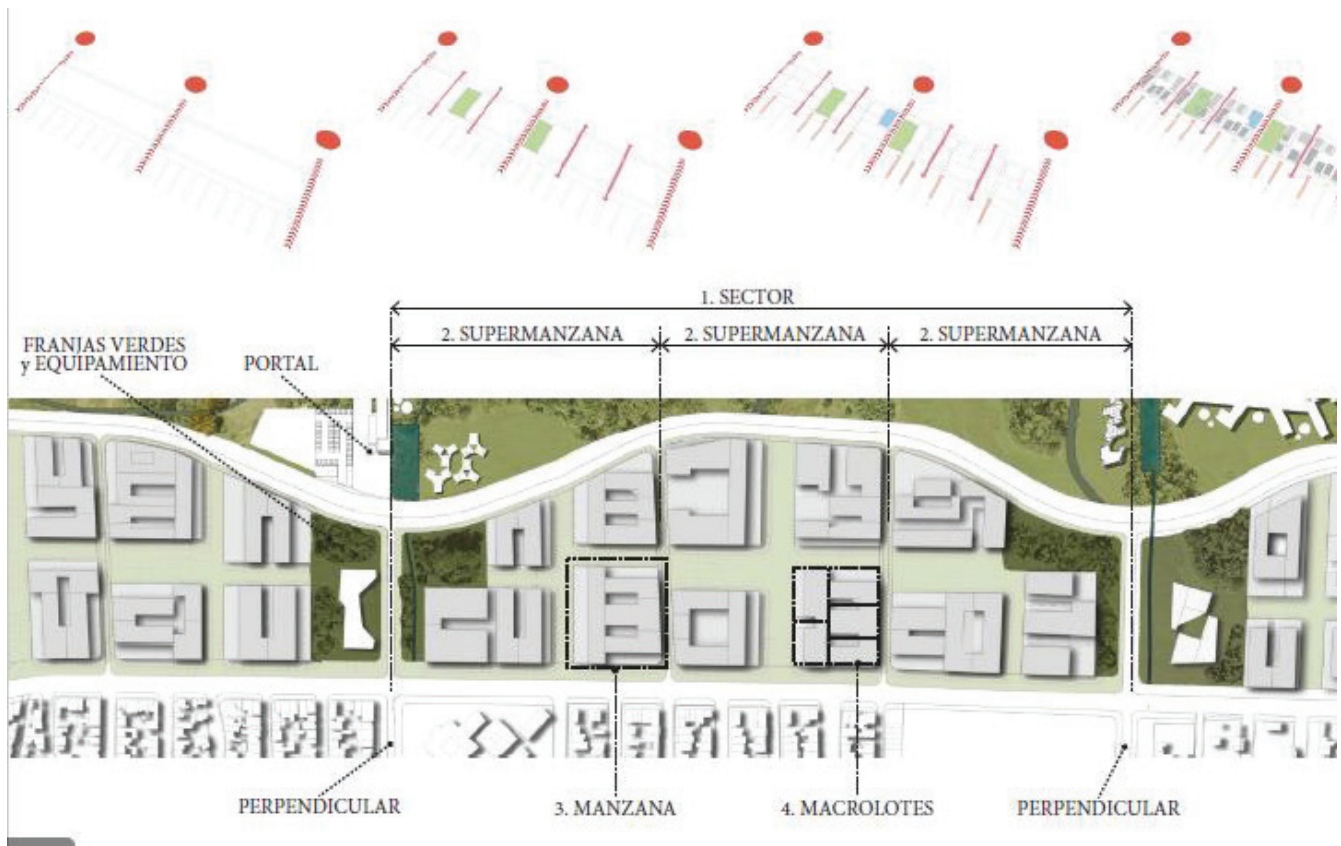 1. SECTOR
2. SUPERMANZANA
2. SUPERMANZANA
2. SUPERMANZANA
FRANJAS VERDES
y EQUIPAMIENTO
PORTAL
PERPENDICULAR
3. MANZANA
4. MACROLOTES
PERPENDICULAR